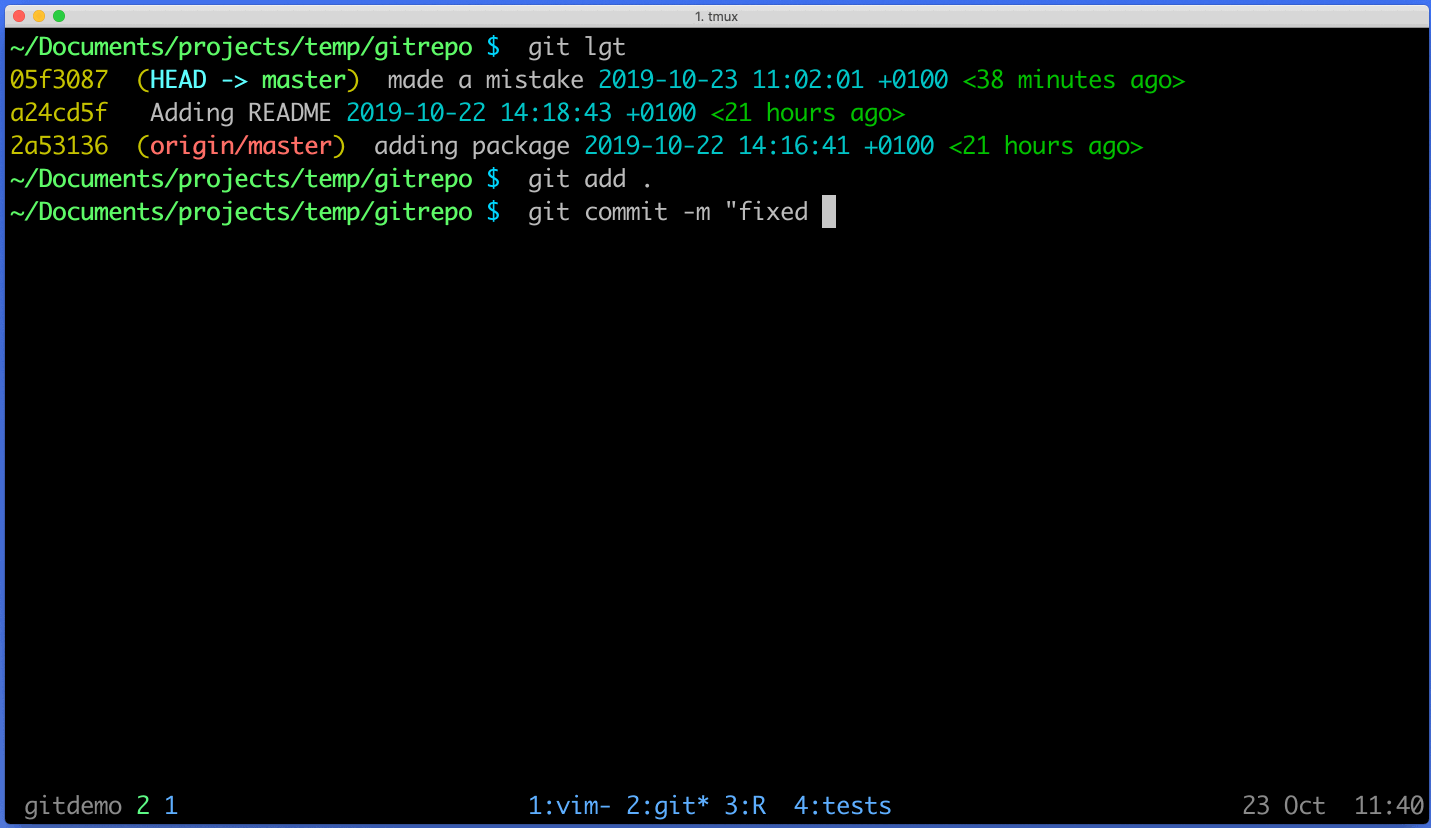 1. tmux
~/Documents/projects/temp/gitrepo $  git lgt
05f3087  (HEAD -> master)  made a mistake 2019-10-23 11:02:01 +0100 <38 minutes ago>
a24cd5f   Adding README 2019-10-22 14:18:43 +0100 <21 hours ago>
2a53136  (origin/master)  adding package 2019-10-22 14:16:41 +0100 <21 hours ago>
~/Documents/projects/temp/gitrepo $  git add .
~/Documents/projects/temp/gitrepo $  git commit -m "fixed
gitdemo 2 1 1:vim- 2:git* 3:R  4:tests 23 Oct  11:40